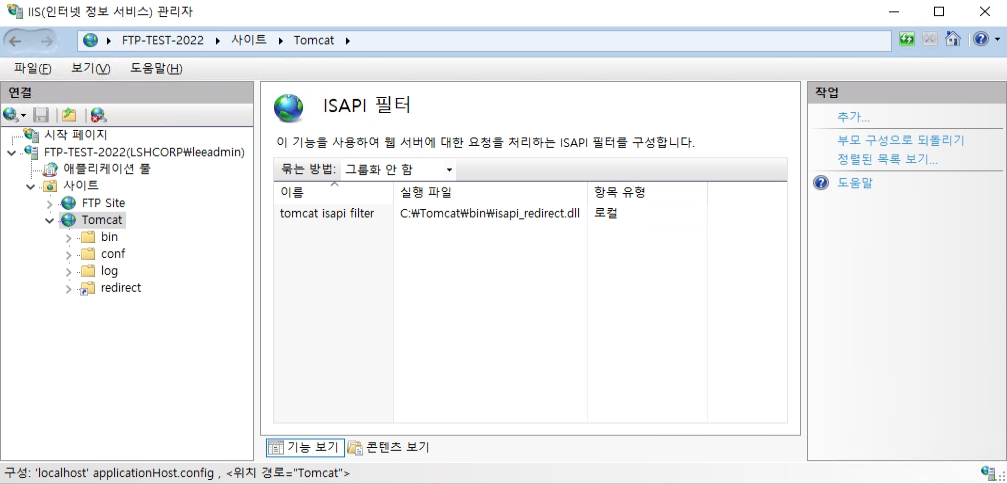 IIS(인터넷 정보 서비스) 관리자
FTP-TEST-2022 사이트 Tomcat
파일(F) 보기(V) 도움말(H)
연결
시작 페이지
FTP-TEST-2022(LSHCORP₩leeadmin)
애플리케이션 풀
사이트
FTP Site
Tomcat
bin
conf
log
redirect
ISAPI 필터
이 기능을 사용하여 웹 서버에 대한 요청을 처리하는 ISAPI 필터를 구성합니다.
묶는 방법: 그룹화 안 함
이름 실행 파일 항목 유형
tomcat isapi filter C:₩Tomcat₩bin₩isapi_redirect.dll 로컬
기능 보기 콘텐츠 보기
작업
추가...
부모 구성으로 되돌리기
정렬된 목록 보기...
도움말
구성: 'localhost' applicationHost.config , <위치 경로="Tomcat">